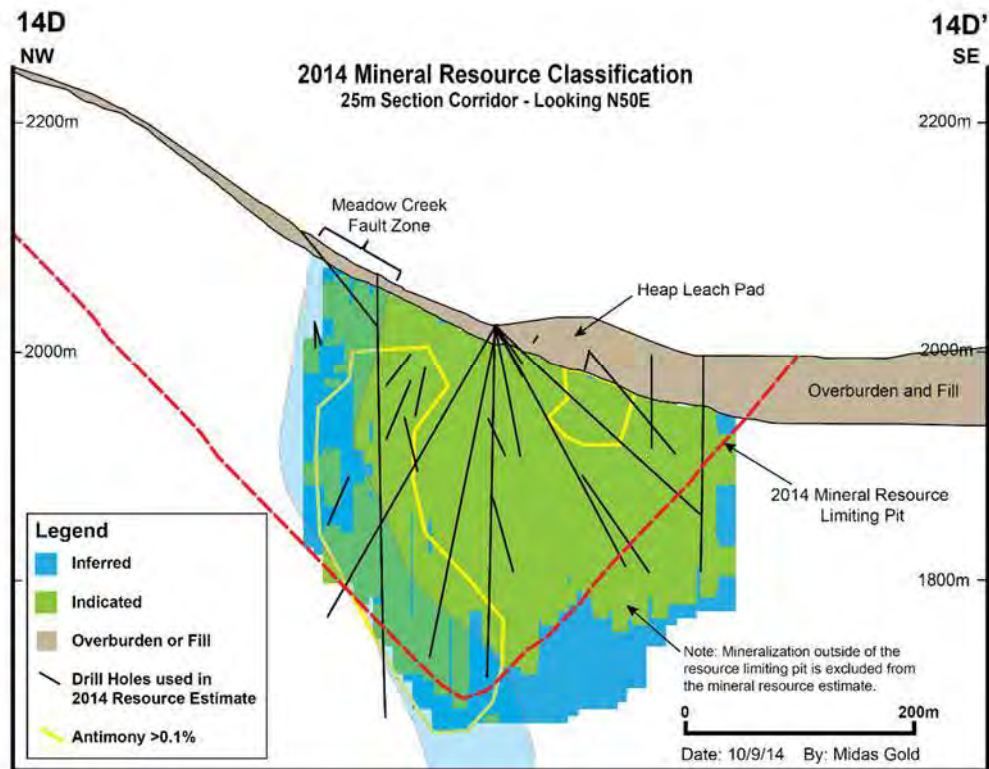 14D
NW
14D'
SE
2014 Mineral Resource Classification
25m Section Corridor - Looking N50E
2200m
2200m
Meadow Creek
Fault Zone
Heap Leach Pad
2000m
2000m
Overburden and Fill
2014 Mineral Resource
Limiting Pit
Legend
Inferred
Indicated
Overburden or Fill
Drill Holes used in
2014 Resource Estimate
Antimony >0.1%
1800m
1800m
Note: Mineralization outside of the
resource limiting pit is excluded from
the mineral resource estimate.
0
200m
Date: 10/9/14 By: Midas Gold